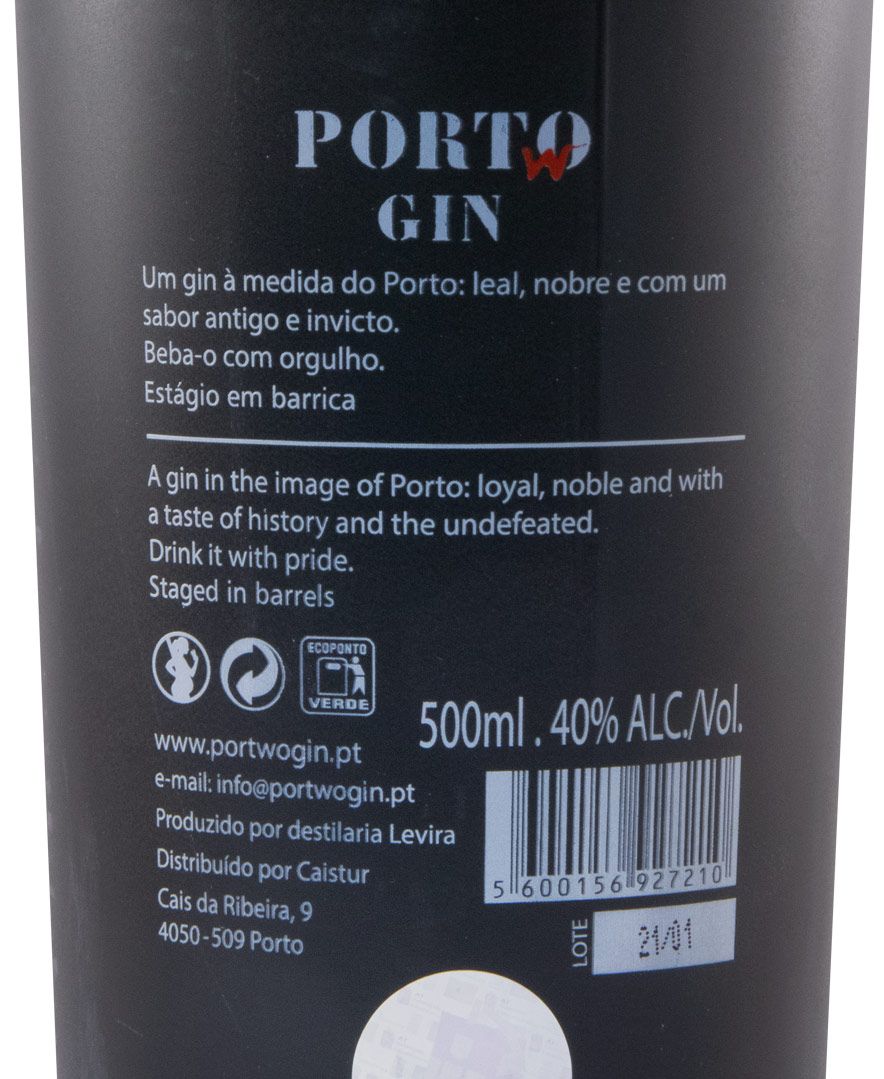 PORTWO
GIN
Um gin à medida do Porto: leal, nobre e com um
sabor antigo e invicto.
Beba-o com orgulho.
Estágio em barrica
A gin in the image of Porto: loyal, noble and with
a taste of history and the undefeated.
Drink it with pride.
Staged in barrels
ECOPONTO
VERDE
500ml . 40% ALC./Vol.
www.portwogin.pt
e-mail: info@portwogin.pt
Produzido por destilaria Levira
Distribuído por Caistur
Cais da Ribeira, 9
4050-509 Porto
5 600156 927210
LOTE 21/01